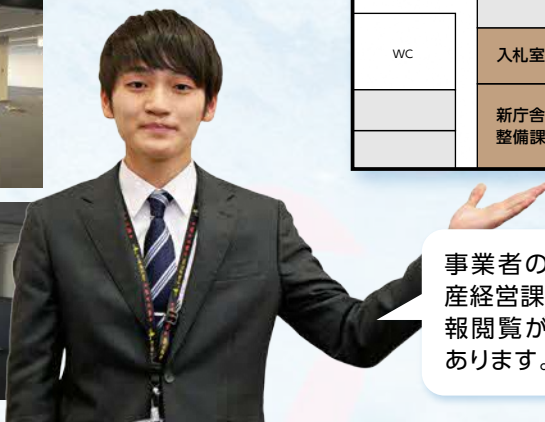 WC
入札室
新庁舎
整備課
事業者の
産経営課
報閲覧が
あります。